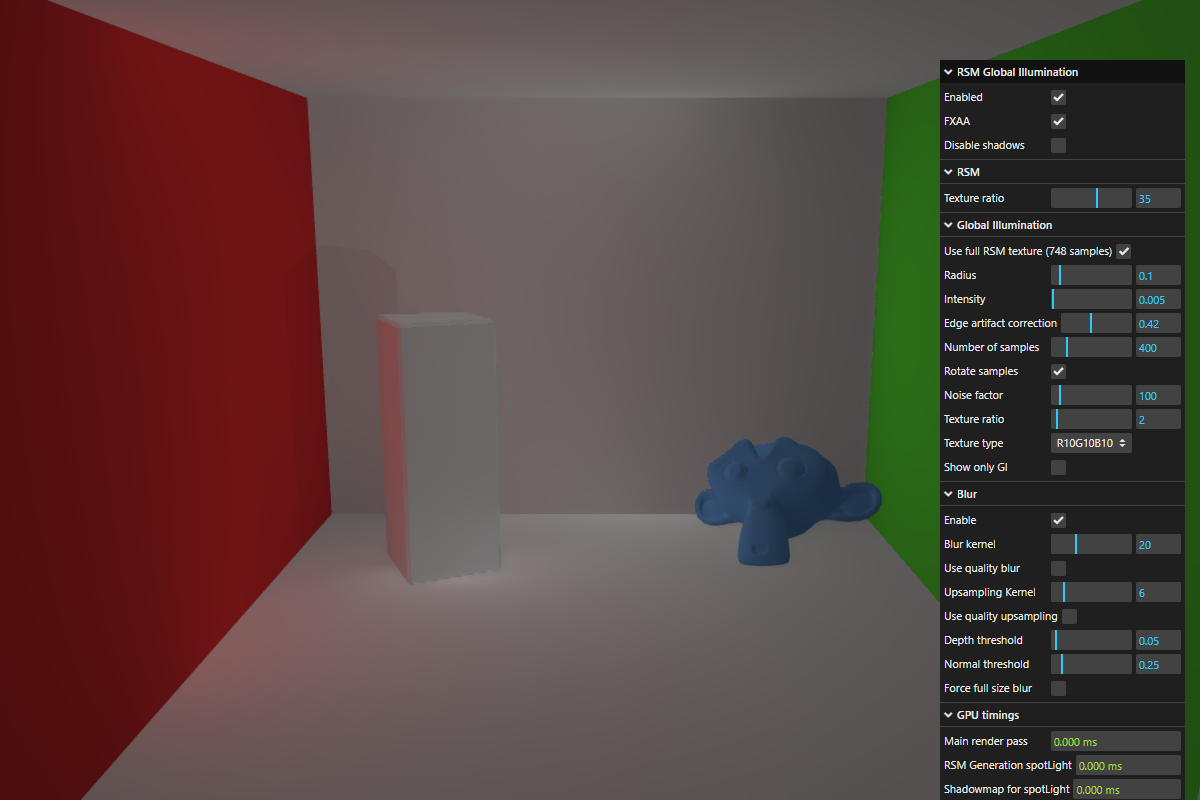 RSM Global Illumination
Enabled
FXAA
Disable shadows
RSM
Texture ratio 35
Global Illumination
Use full RSM texture (748 samples)
Radius 0.1
Intensity 0.005
Edge artifact correction 0.42
Number of samples 400
Rotate samples
Noise factor 100
Texture ratio 2
Texture type R10G10B10
Show only GI
Blur
Enable
Blur kernel 20
Use quality blur
Upsampling Kernel 6
Use quality upsampling
Depth threshold 0.05
Normal threshold 0.25
Force full size blur
GPU timings
Main render pass 0.000 ms
RSM Generation spotLight 0.000 ms
Shadowmap for spotLight 0.000 ms